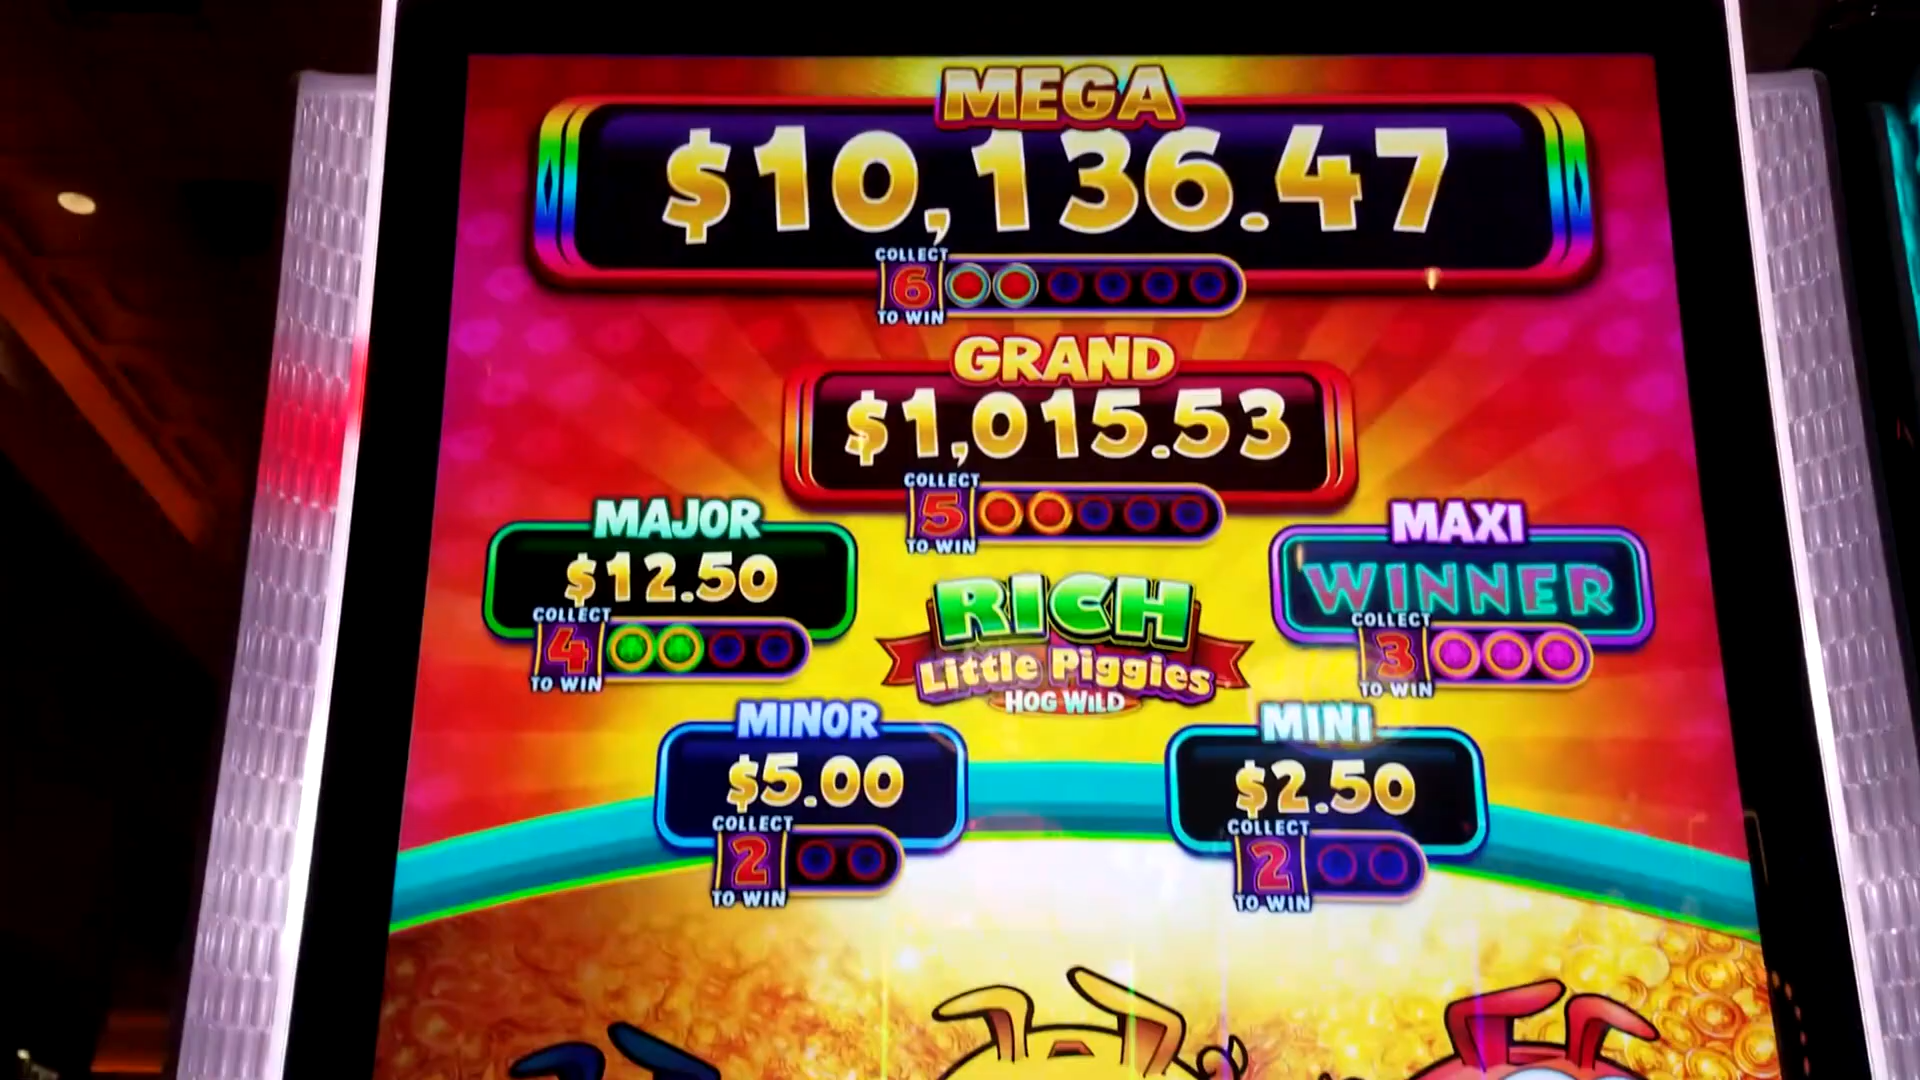 MEGA
$10,136.47
COLLECT
6
TO WIN
GRAND
$1,015.53
COLLECT
5
TO WIN
MAJOR
$12.50
COLLECT
4
TO WIN
MAXI
WINNER
COLLECT
3
TO WIN
RICH
Little Piggies
HOG WILD
MINOR
$5.00
COLLECT
2
TO WIN
MINI
$2.50
COLLECT
2
TO WIN